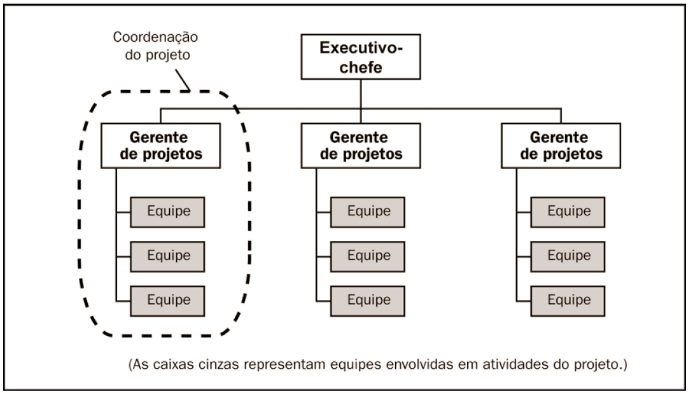 Coordenação
do projeto
Executivo-
chefe
Gerente
de projetos
Gerente
de projetos
Gerente
de projetos
Equipe
Equipe
Equipe
Equipe
Equipe
Equipe
Equipe
Equipe
Equipe
(As caixas cinzas representam equipes envolvidas em atividades do projeto.)